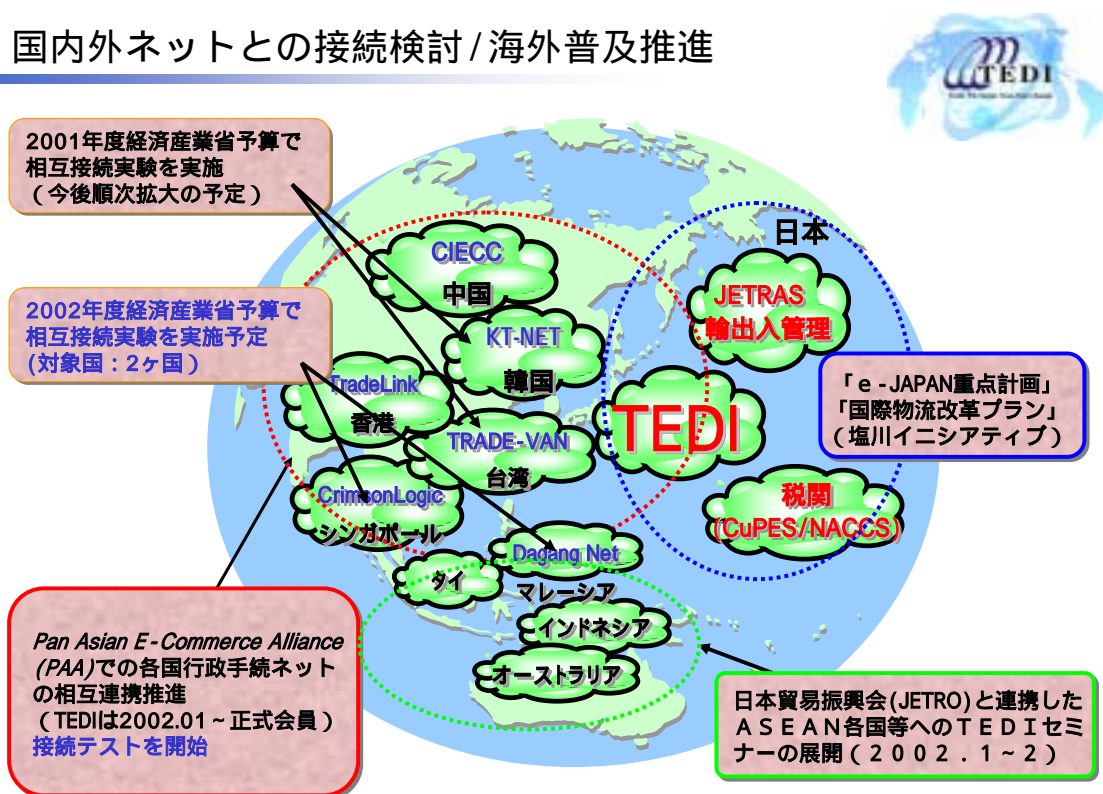 国内外ネットとの接続検討/海外普及推進
TEDI
2001年度経済産業省予算で
相互接続実験を実施
（今後順次拡大の予定）
2002年度経済産業省予算で
相互接続実験を実施予定
(対象国：2ヶ国）
日本
CIECC
中国
JETRAS
輸出入管理
KT-NET
韓国
TradeLink
香港
TEDI
「ｅ-JAPAN重点計画」
「国際物流改革プラン」
（塩川イニシアティブ）
TRADE-VAN
台湾
CrimsonLogic
シンガポール
税関
(CuPES/NACCS)
Dagang Net
マレーシア
タイ
インドネシア
オーストラリア
Pan Asian E-Commerce Alliance
(PAA)での各国行政手続ネット
の相互連携推進
（TEDIは2002.01～正式会員）
接続テストを開始
日本貿易振興会(JETRO)と連携した
ＡＳＥＡＮ各国等へのＴＥＤＩセミ
ナーの展開（２００２．１～２）